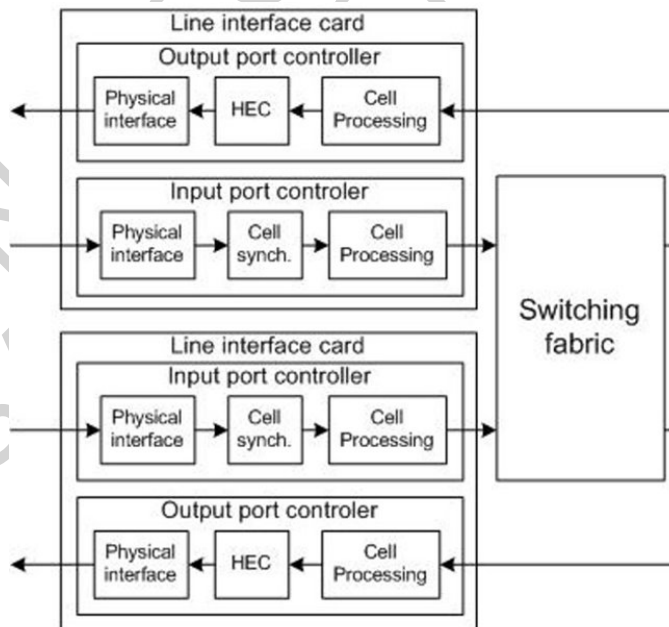 Line interface card
Output port controller
Physical
interface
HEC
Cell
Processing
Input port controler
Physical
interface
Cell
synch.
Cell
Processing
Switching
fabric
Line interface card
Input port controller
Physical
interface
Cell
synch.
Cell
Processing
Output port controler
Physical
interface
HEC
Cell
Processing